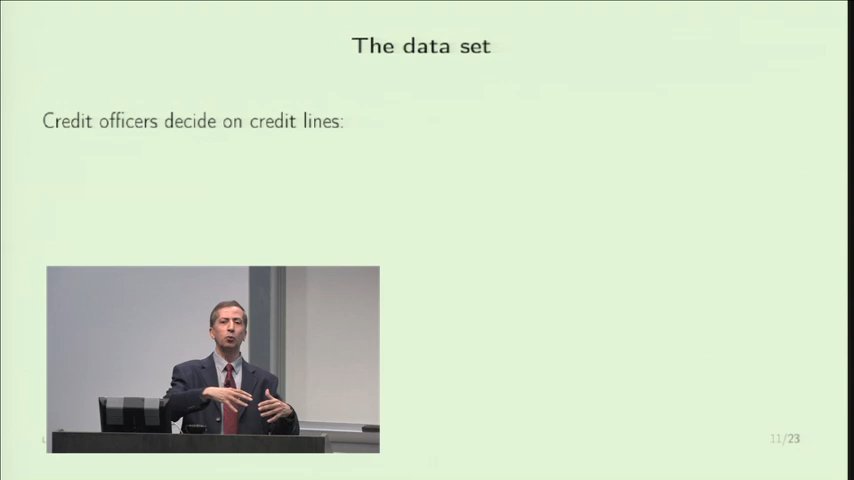 The data set
Credit officers decide on credit lines:
11/23